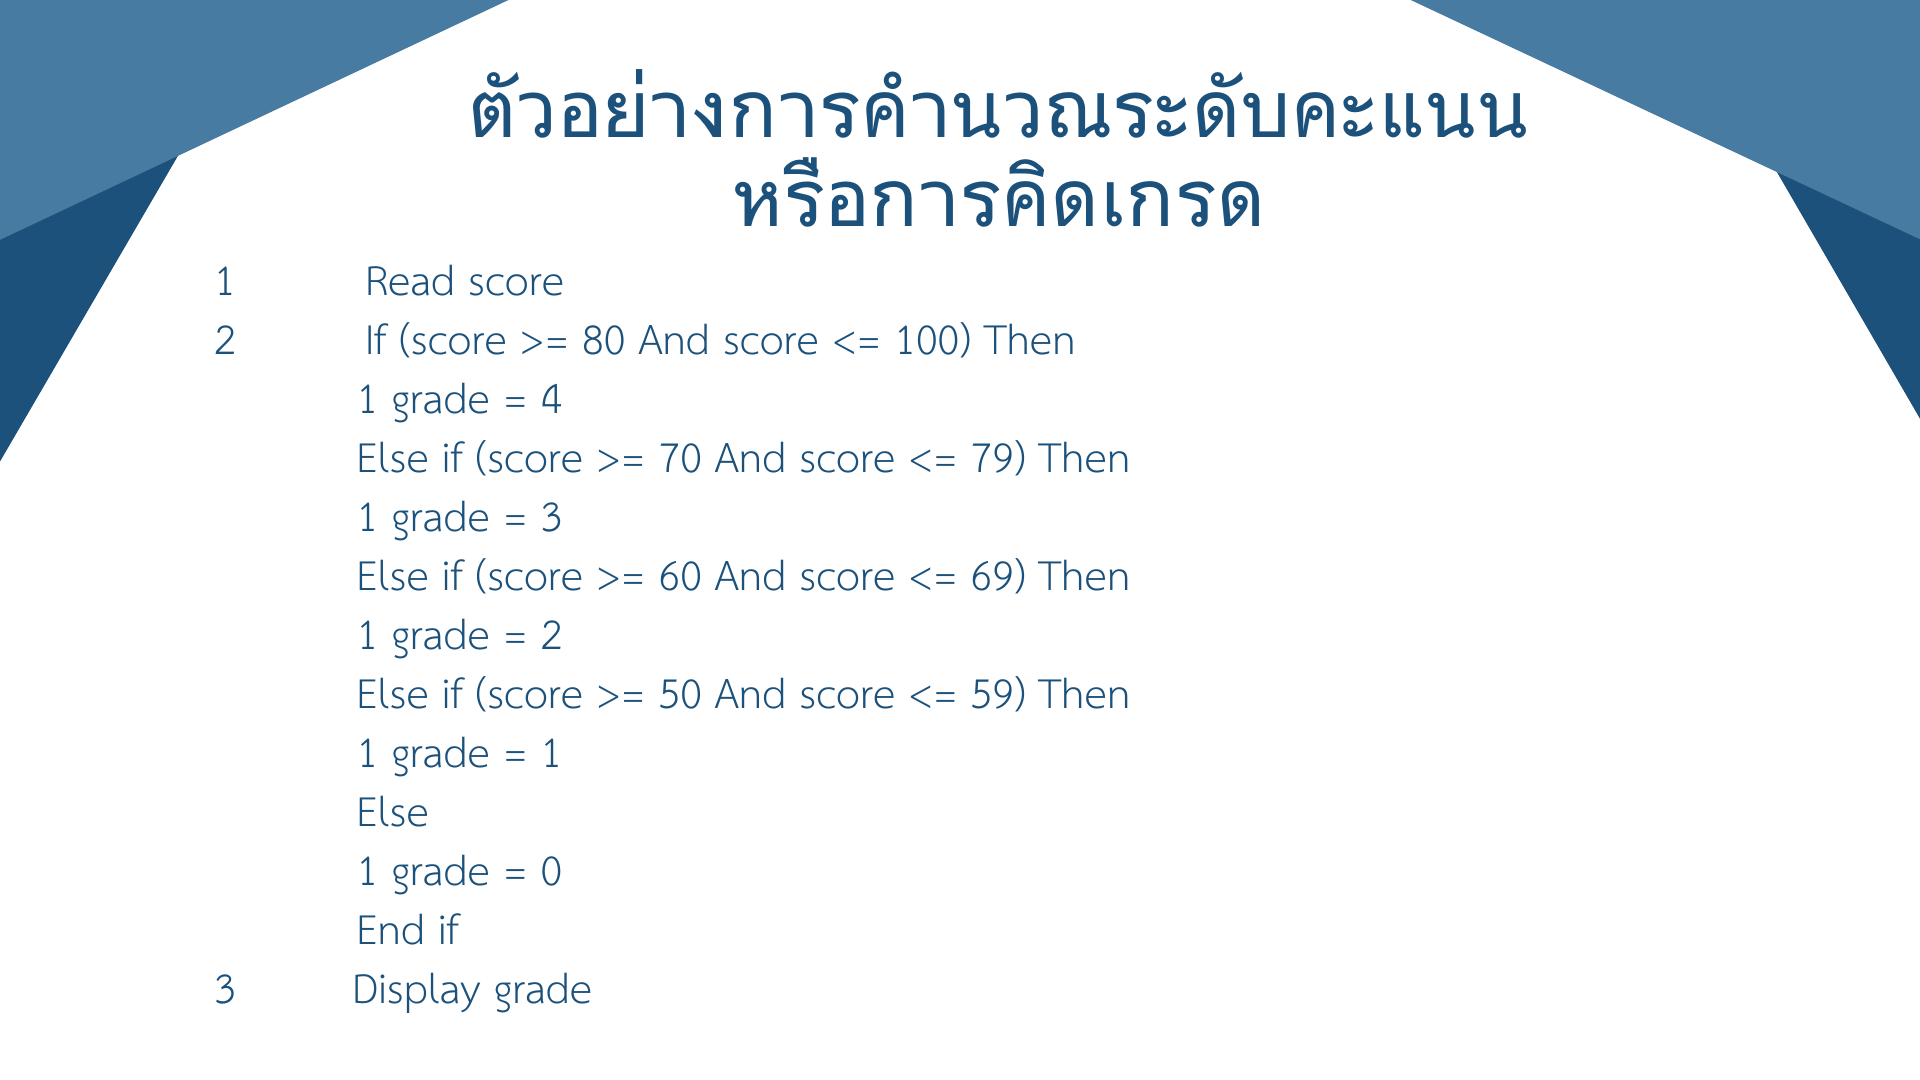 ตัวอย่างการคำนวณระดับคะแนน
หรือการคิดเกรด
1 Read score
2 If (score >= 80 And score <= 100) Then
1 grade = 4
Else if (score >= 70 And score <= 79) Then
1 grade = 3
Else if (score >= 60 And score <= 69) Then
1 grade = 2
Else if (score >= 50 And score <= 59) Then
1 grade = 1
Else
1 grade = 0
End if
3 Display grade